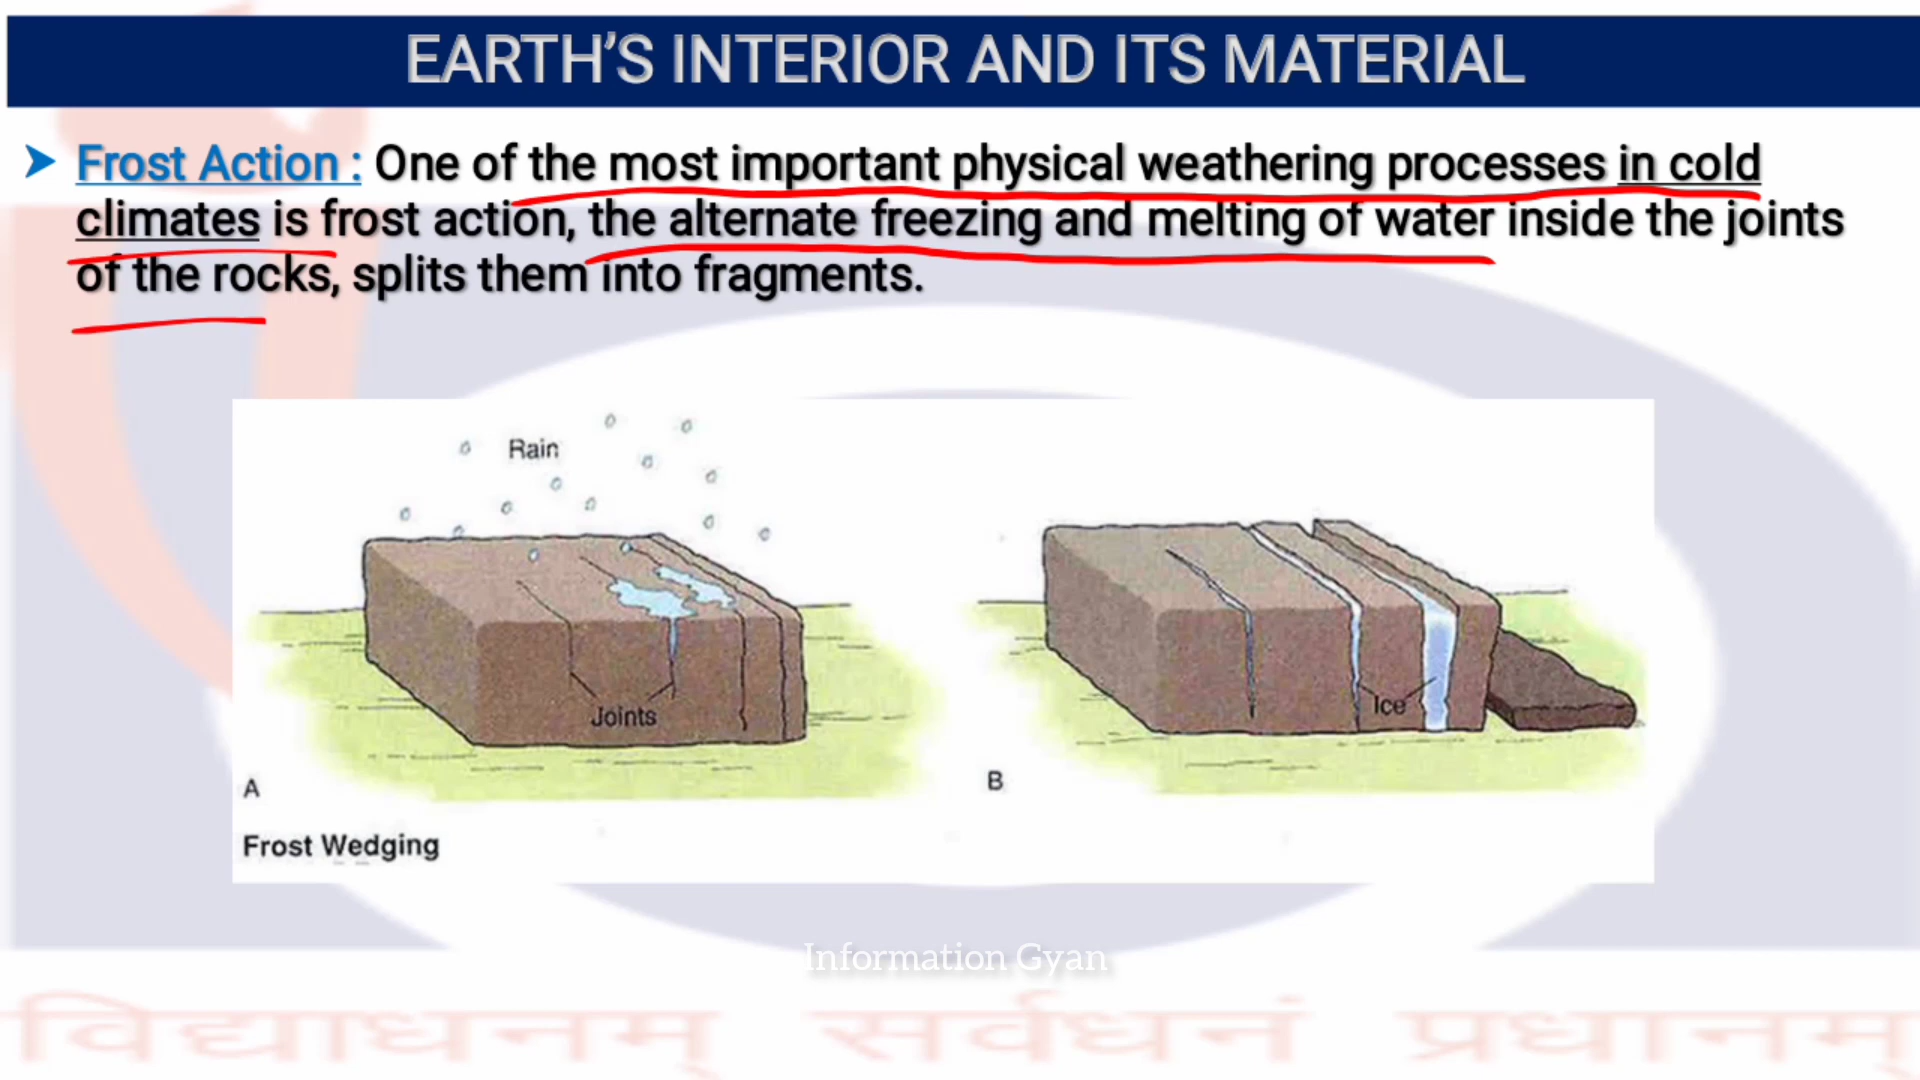 EARTH’S INTERIOR AND ITS MATERIAL
➤ Frost Action : One of the most important physical weathering processes in cold
climates is frost action, the alternate freezing and melting of water inside the joints
of the rocks, splits them into fragments.
Rain
Joints
Ice
A
B
Frost Wedging
Information Gyan
विद्याधनम् सर्वधनं प्रधानम्